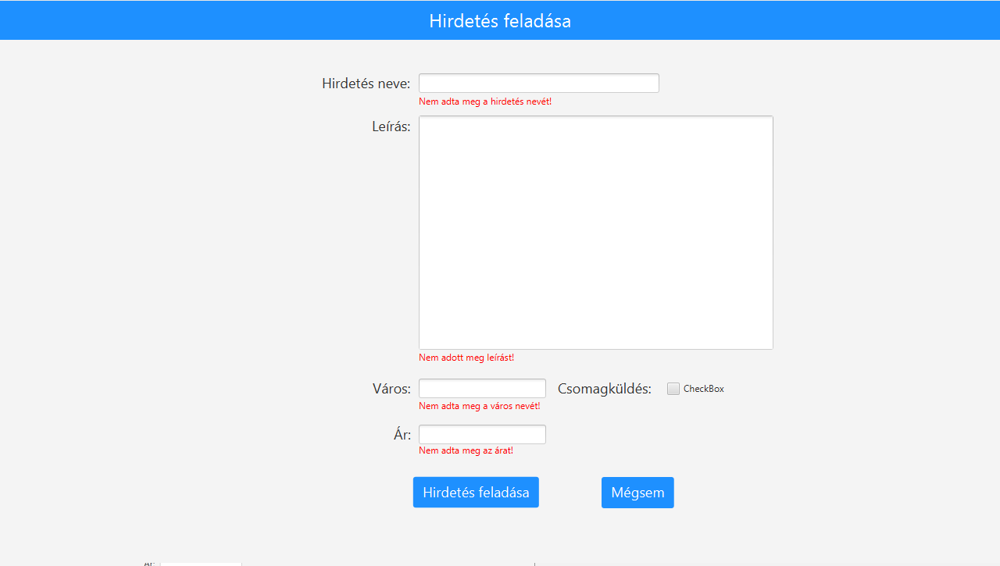 Hirdetés feladása
Hirdetés neve:
Nem adta meg a hirdetés nevét!
Leírás:
Nem adott meg leírást!
Város:
Csomagküldés:
CheckBox
Nem adta meg a város nevét!
Ár:
Nem adta meg az árat!
Hirdetés feladása
Mégsem